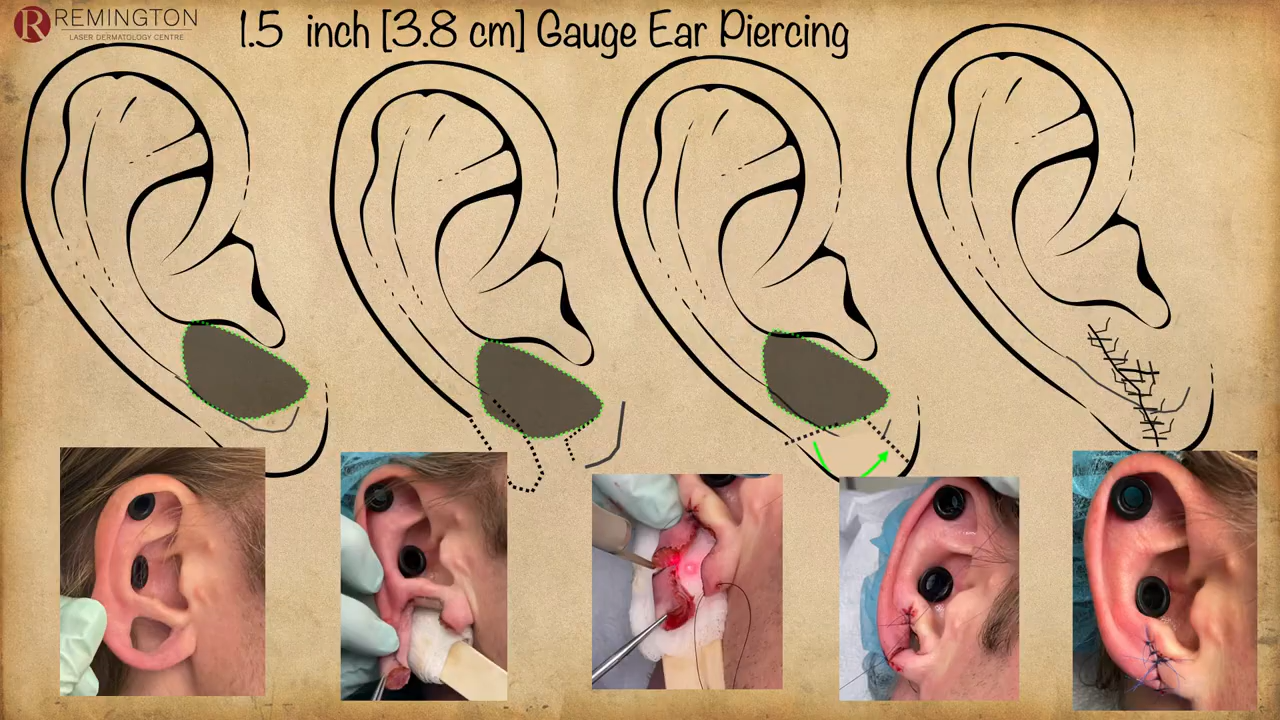 REMINGTON
LASER DERMATOLOGY CENTRE
1.5 inch [3.8 cm] Gauge Ear Piercing